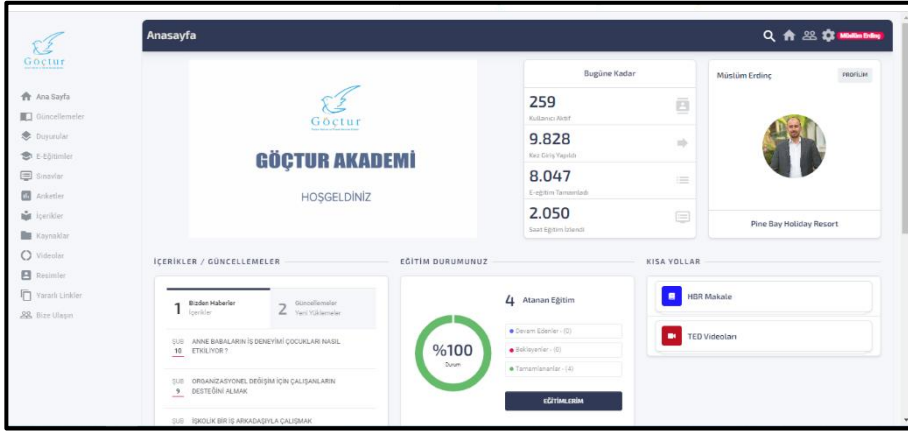 Göçtur
Ana Sayfa
Güncellemeler
Duyurular
E-Eğitimler
Sınavlar
Anketler
İçerikler
Kaynaklar
Videolar
Resimler
Yararlı Linkler
Bize Ulaşın
Anasayfa
Müslüm Erdinç
Göçtur
GÖÇTUR AKADEMİ
HOŞGELDİNİZ
Bugüne Kadar
259
Kullanıcı Aktif
9.828
Kez Giriş Yapıldı
8.047
E-eğitim Tamamladı
2.050
Saat Eğitim İzlendi
Müslüm Erdinç
PROFİLİM
Pine Bay Holiday Resort
İÇERİKLER / GÜNCELLEMELER
1 Bizden Haberler
İçerikler
2 Güncellemeler
Yeni Yüklemeler
ŞUB 10 ANNE BABALARIN İŞ DENEYİMİ ÇOCUKLARI NASIL
ETKİLİYOR ?
ŞUB 9 ORGANİZASYONEL DEĞİŞİM İÇİN ÇALIŞANLARIN
DESTEĞİNİ ALMAK
ŞUB İŞKOLİK BİR İŞ ARKADAŞIYLA ÇALIŞMAK
EĞİTİM DURUMUNUZ
%100
Durum
4 Atanan Eğitim
Devam Edenler - (0)
Bekleyenler - (0)
Tamamlananlar - (4)
EĞİTİMLERİM
KISA YOLLAR
HBR Makale
TED Videoları